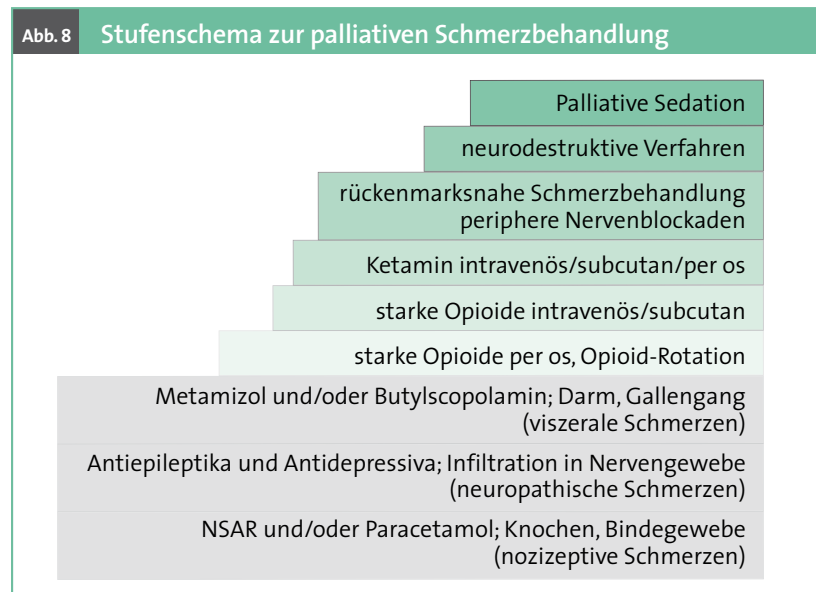 Abb. 8 Stufenschema zur palliativen Schmerzbehandlung
Palliative Sedation
neurodestruktive Verfahren
rückenmarksnahe Schmerzbehandlung
periphere Nervenblockaden
Ketamin intravenös/subcutan/per os
starke Opioide intravenös/subcutan
starke Opioide per os, Opioid-Rotation
Metamizol und/oder Butylscopolamin; Darm, Gallengang
(viszerale Schmerzen)
Antiepileptika und Antidepressiva; Infiltration in Nervengewebe
(neuropathische Schmerzen)
NSAR und/oder Paracetamol; Knochen, Bindegewebe
(nozizeptive Schmerzen)